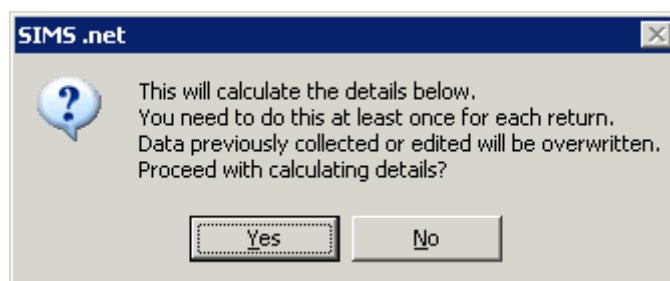 SIMS .net
This will calculate the details below.
You need to do this at least once for each return.
Data previously collected or edited will be overwritten.
Proceed with calculating details?
Yes No